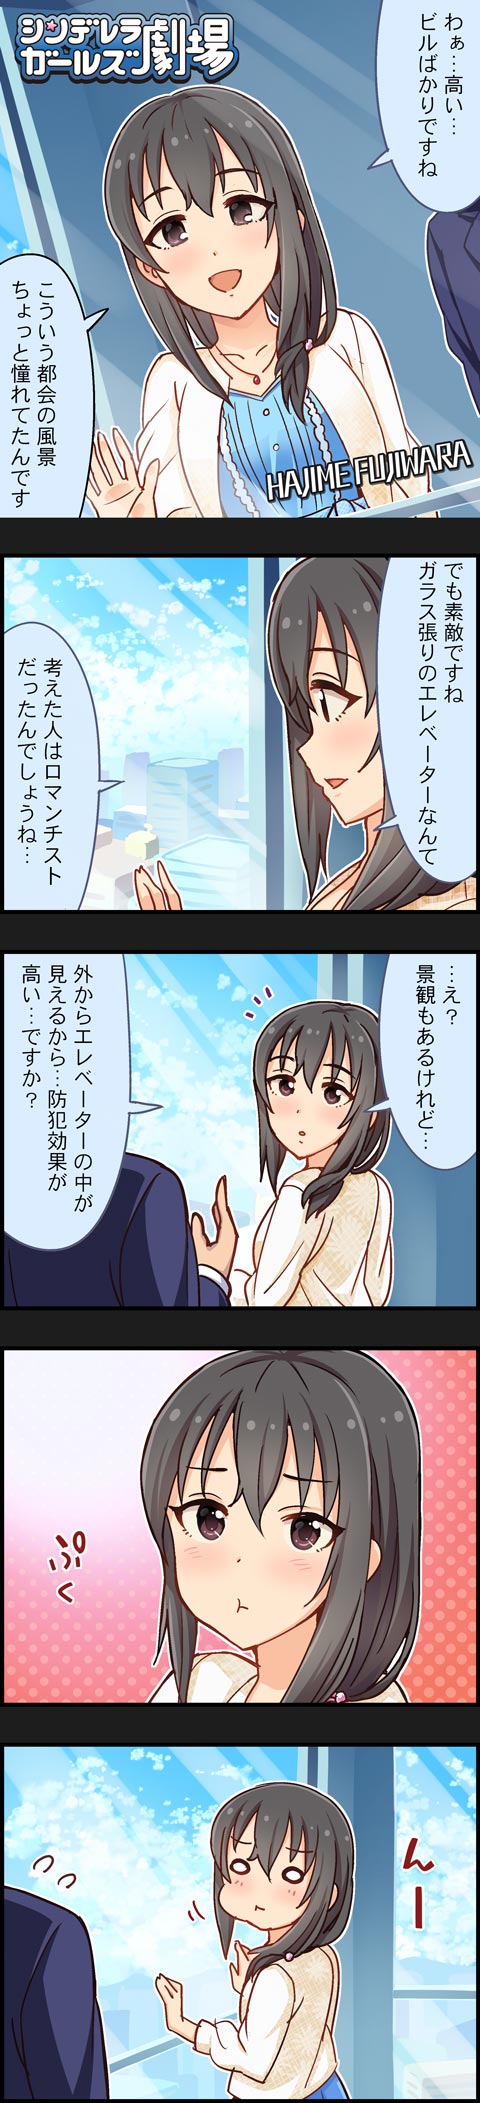 シンデレラ
ガールズ劇場
わぁ…高い…
ビルばかりですね
こういう都会の風景
ちょっと憧れてたんです
HAJIME FUJIWARA
でも素敵ですね
ガラス張りのエレベーターなんて
考えた人はロマンチスト
だったんでしょうね…
…え？
景観もあるけれど…
外からエレベーターの中が
見えるから…防犯効果が
高い…ですか？
ぷく
んー